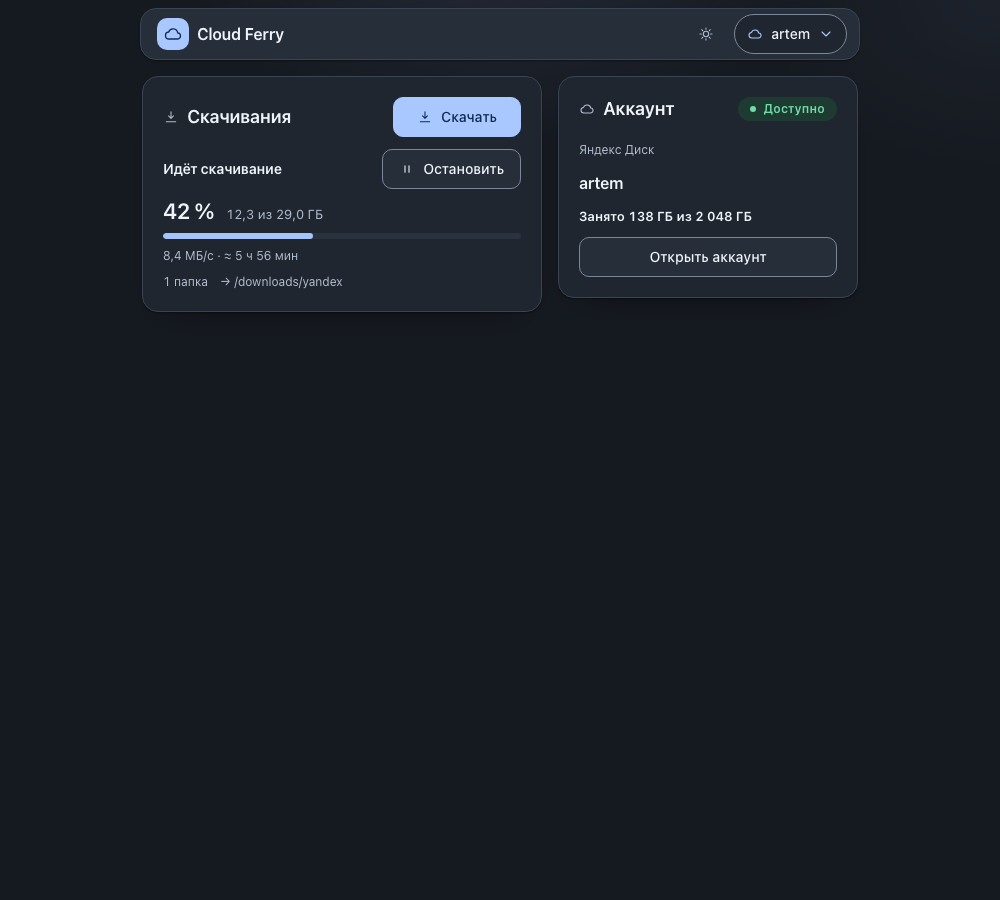 Cloud Ferry
artem
Скачивания
Скачать
Идёт скачивание
Остановить
42 % 12,3 из 29,0 ГБ
8,4 МБ/с · ≈ 5 ч 56 мин
1 папка → /downloads/yandex
Аккаунт
Доступно
Яндекс Диск
artem
Занято 138 ГБ из 2 048 ГБ
Открыть аккаунт